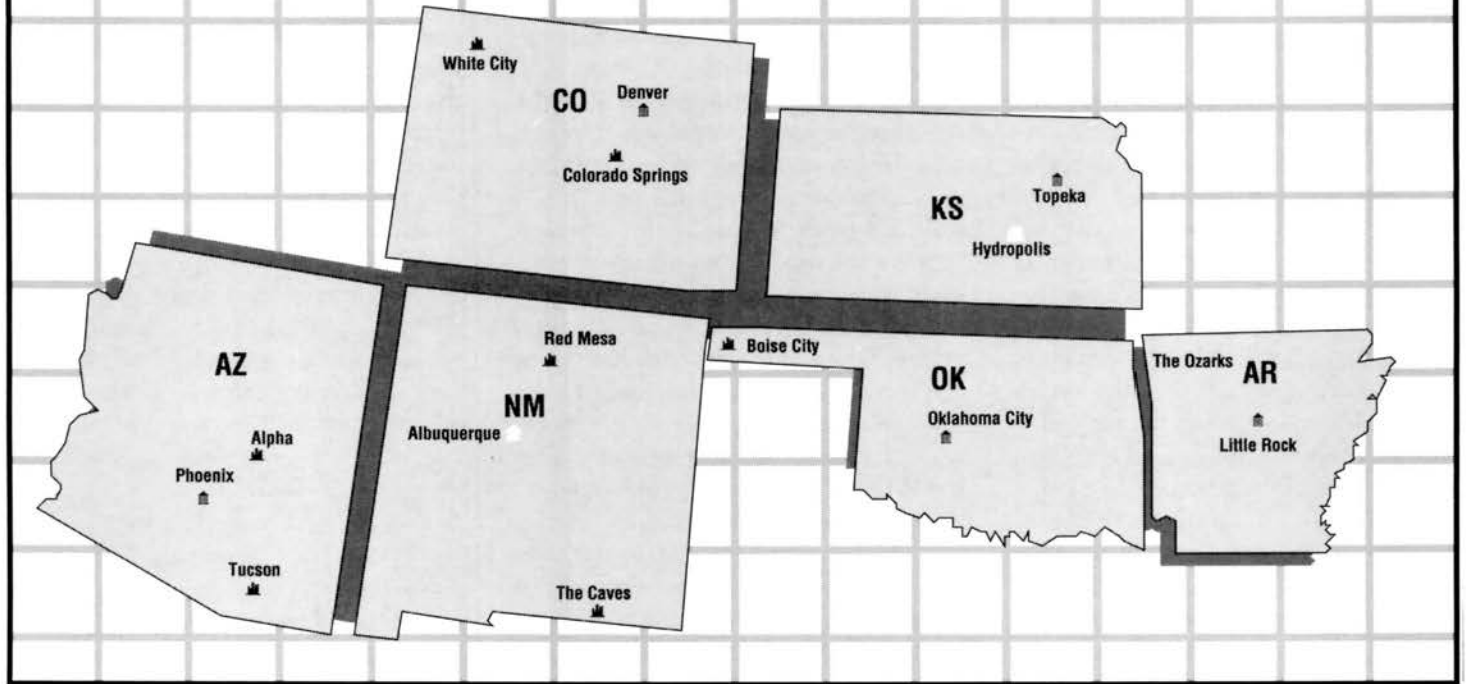 White City
CO
Denver
Colorado Springs
KS
Topeka
Hydropolis
AZ
Alpha
Phoenix
Tucson
Red Mesa
NM
Albuquerque
The Caves
Boise City
OK
Oklahoma City
The Ozarks
AR
Little Rock